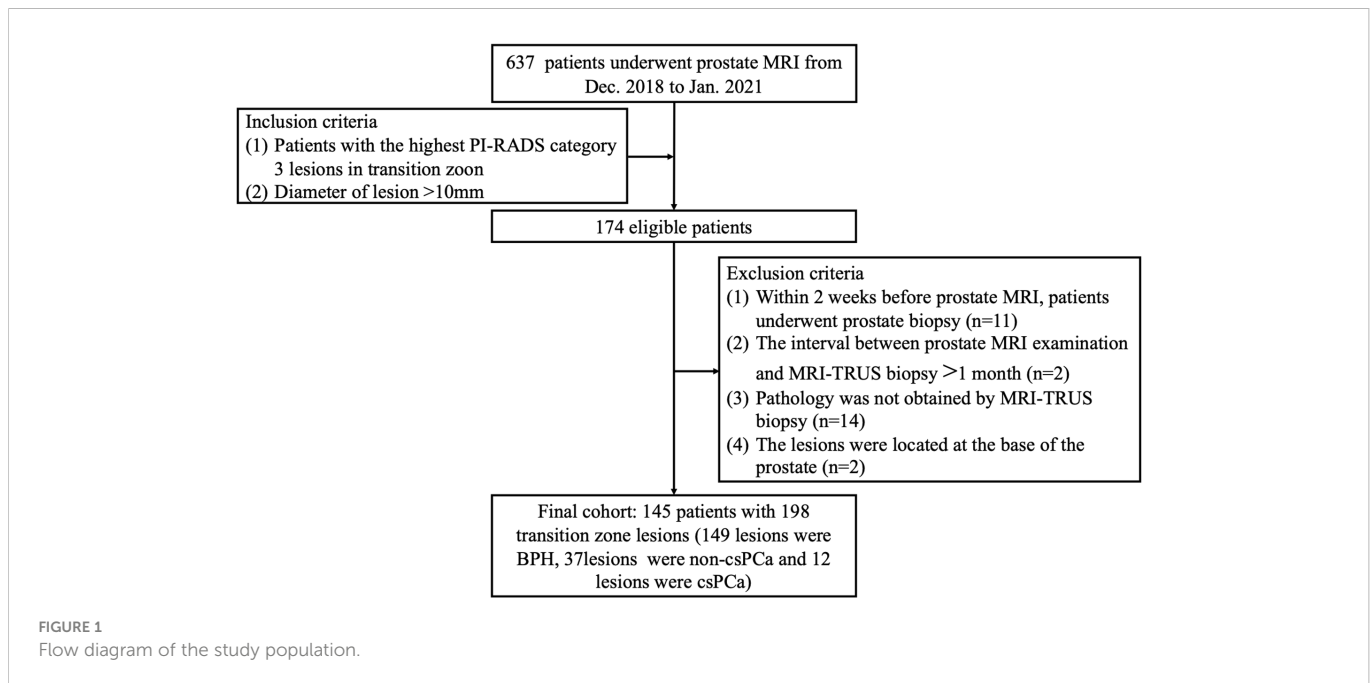 637 patients underwent prostate MRI from
Dec. 2018 to Jan. 2021
Inclusion criteria
(1) Patients with the highest PI-RADS category
3 lesions in transition zoon
(2) Diameter of lesion >10mm
174 eligible patients
Exclusion criteria
(1) Within 2 weeks before prostate MRI, patients
underwent prostate biopsy (n=11)
(2) The interval between prostate MRI examination
and MRI-TRUS biopsy >1 month (n=2)
(3) Pathology was not obtained by MRI-TRUS
biopsy (n=14)
(4) The lesions were located at the base of the
prostate (n=2)
Final cohort: 145 patients with 198
transition zone lesions (149 lesions were
BPH, 37lesions were non-csPCa and 12
lesions were csPCa)
FIGURE 1
Flow diagram of the study population.